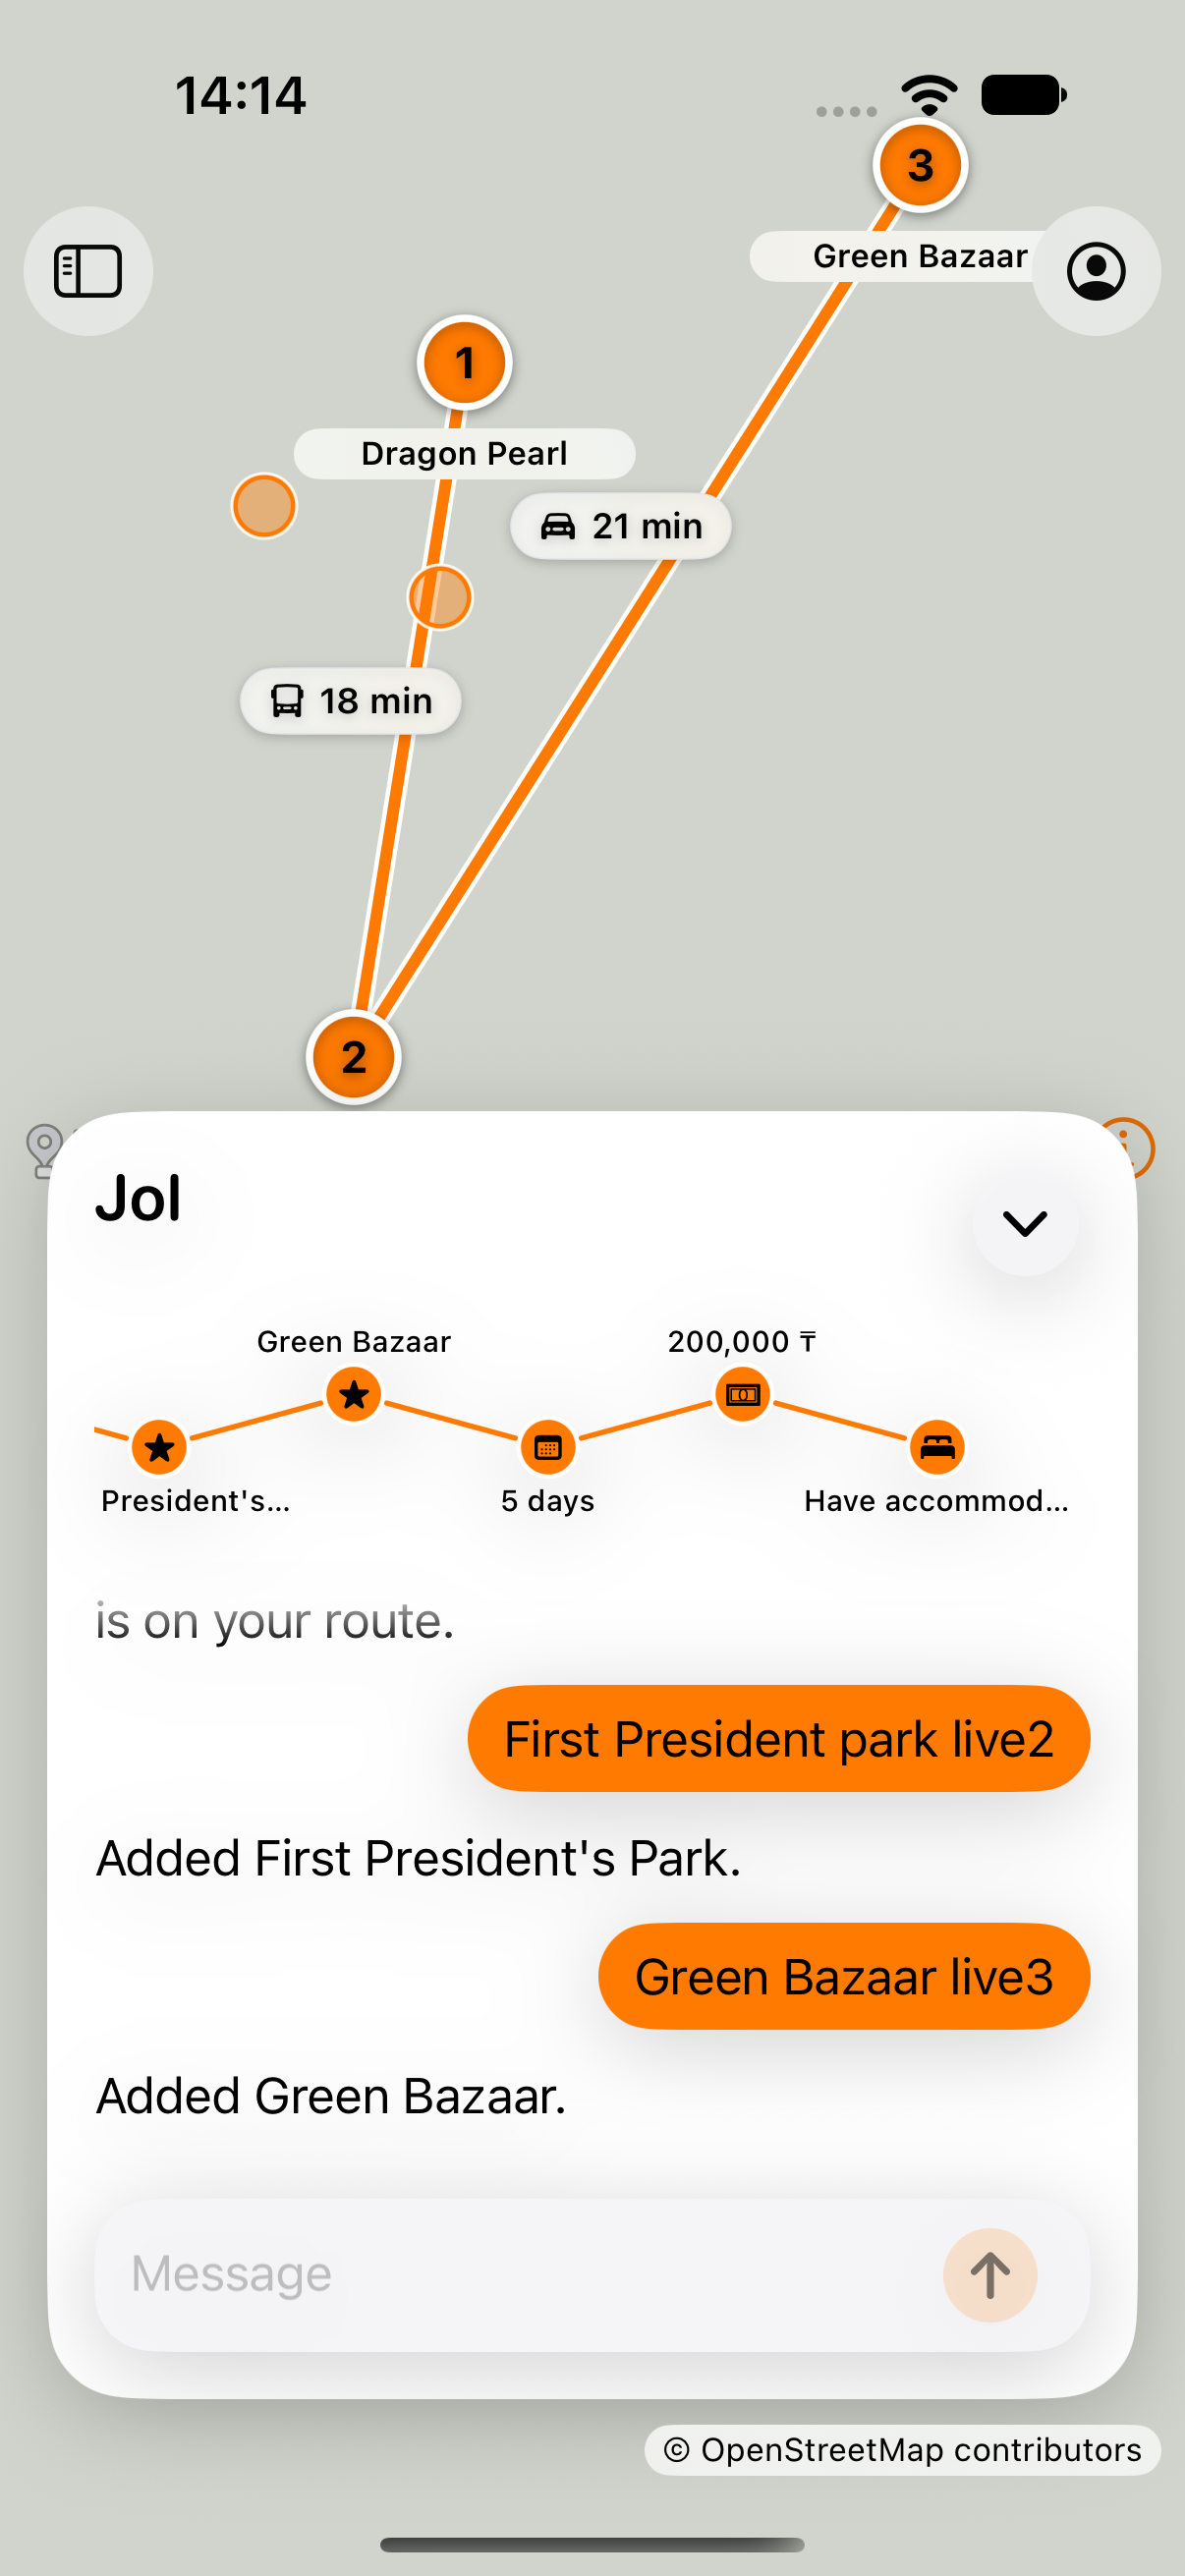 14:14
3
Green Bazaar
1
Dragon Pearl
21 min
18 min
2
Jol
Green Bazaar
200,000 ₸
President's...
5 days
Have accommod...
is on your route.
First President park live2
Added First President's Park.
Green Bazaar live3
Added Green Bazaar.
Message
© OpenStreetMap contributors